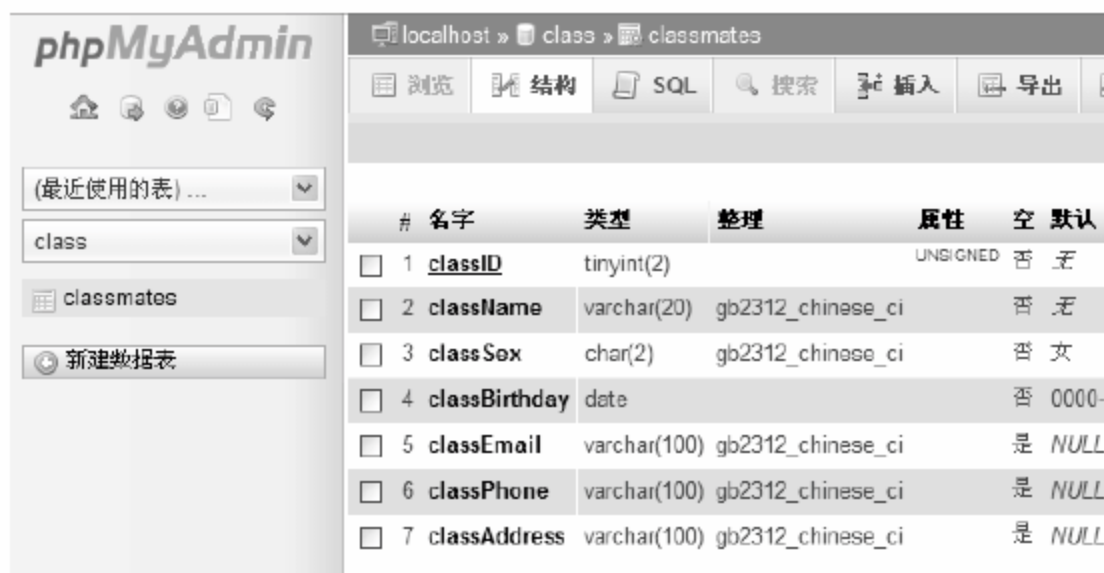 phpMyAdmin
(最近使用的表) ...
class
classmates
新建数据表
localhost » class » classmates
浏览 结构 SQL 搜索 插入 导出
# 名字 类型 整理 属性 空 默认
1 classID tinyint(2) UNSIGNED 否 无
2 className varchar(20) gb2312_chinese_ci 否 无
3 classSex char(2) gb2312_chinese_ci 否 女
4 classBirthday date 否 0000-
5 classEmail varchar(100) gb2312_chinese_ci 是 NULL
6 classPhone varchar(100) gb2312_chinese_ci 是 NULL
7 classAddress varchar(100) gb2312_chinese_ci 是 NULL